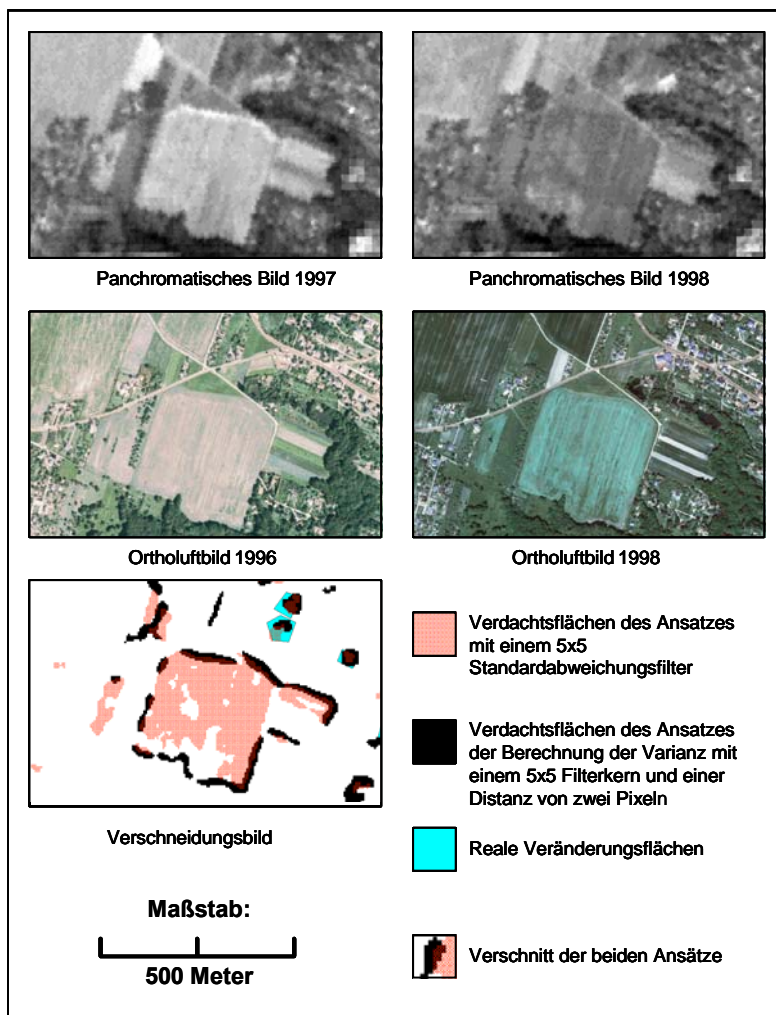 Panchromatisches Bild 1997
Panchromatisches Bild 1998
Ortholuftbild 1996
Ortholuftbild 1998
Verschneidungsbild
Maßstab:
500 Meter
Verdachtsflächen des Ansatzes
mit einem 5x5
Standardabweichungsfilter
Verdachtsflächen des Ansatzes
der Berechnung der Varianz mit
einem 5x5 Filterkern und einer
Distanz von zwei Pixeln
Reale Veränderungsflächen
Verschnitt der beiden Ansätze